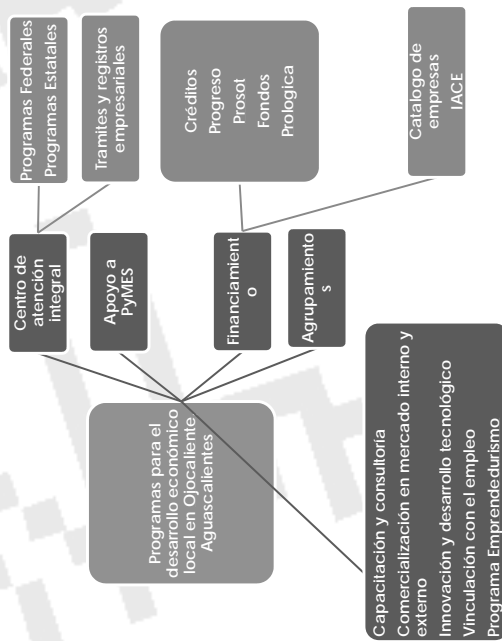 Programas para el
desarrollo económico
local en Ojocaliente
Aguascalientes
Centro de
atención
integral
Programas Federales
Programas Estatales
Tramites y registros
empresariales
Apoyo a
PyMES
Financiamient
o
Créditos
Progreso
Prosot
Fondos
Prologica
Catalogo de
empresas
IACE
Agrupamiento
s
Capacitación y consultoría
Comercialización en mercado interno y
externo
Innovación y desarrollo tecnológico
Vinculación con el empleo
Programa Emprendedurismo